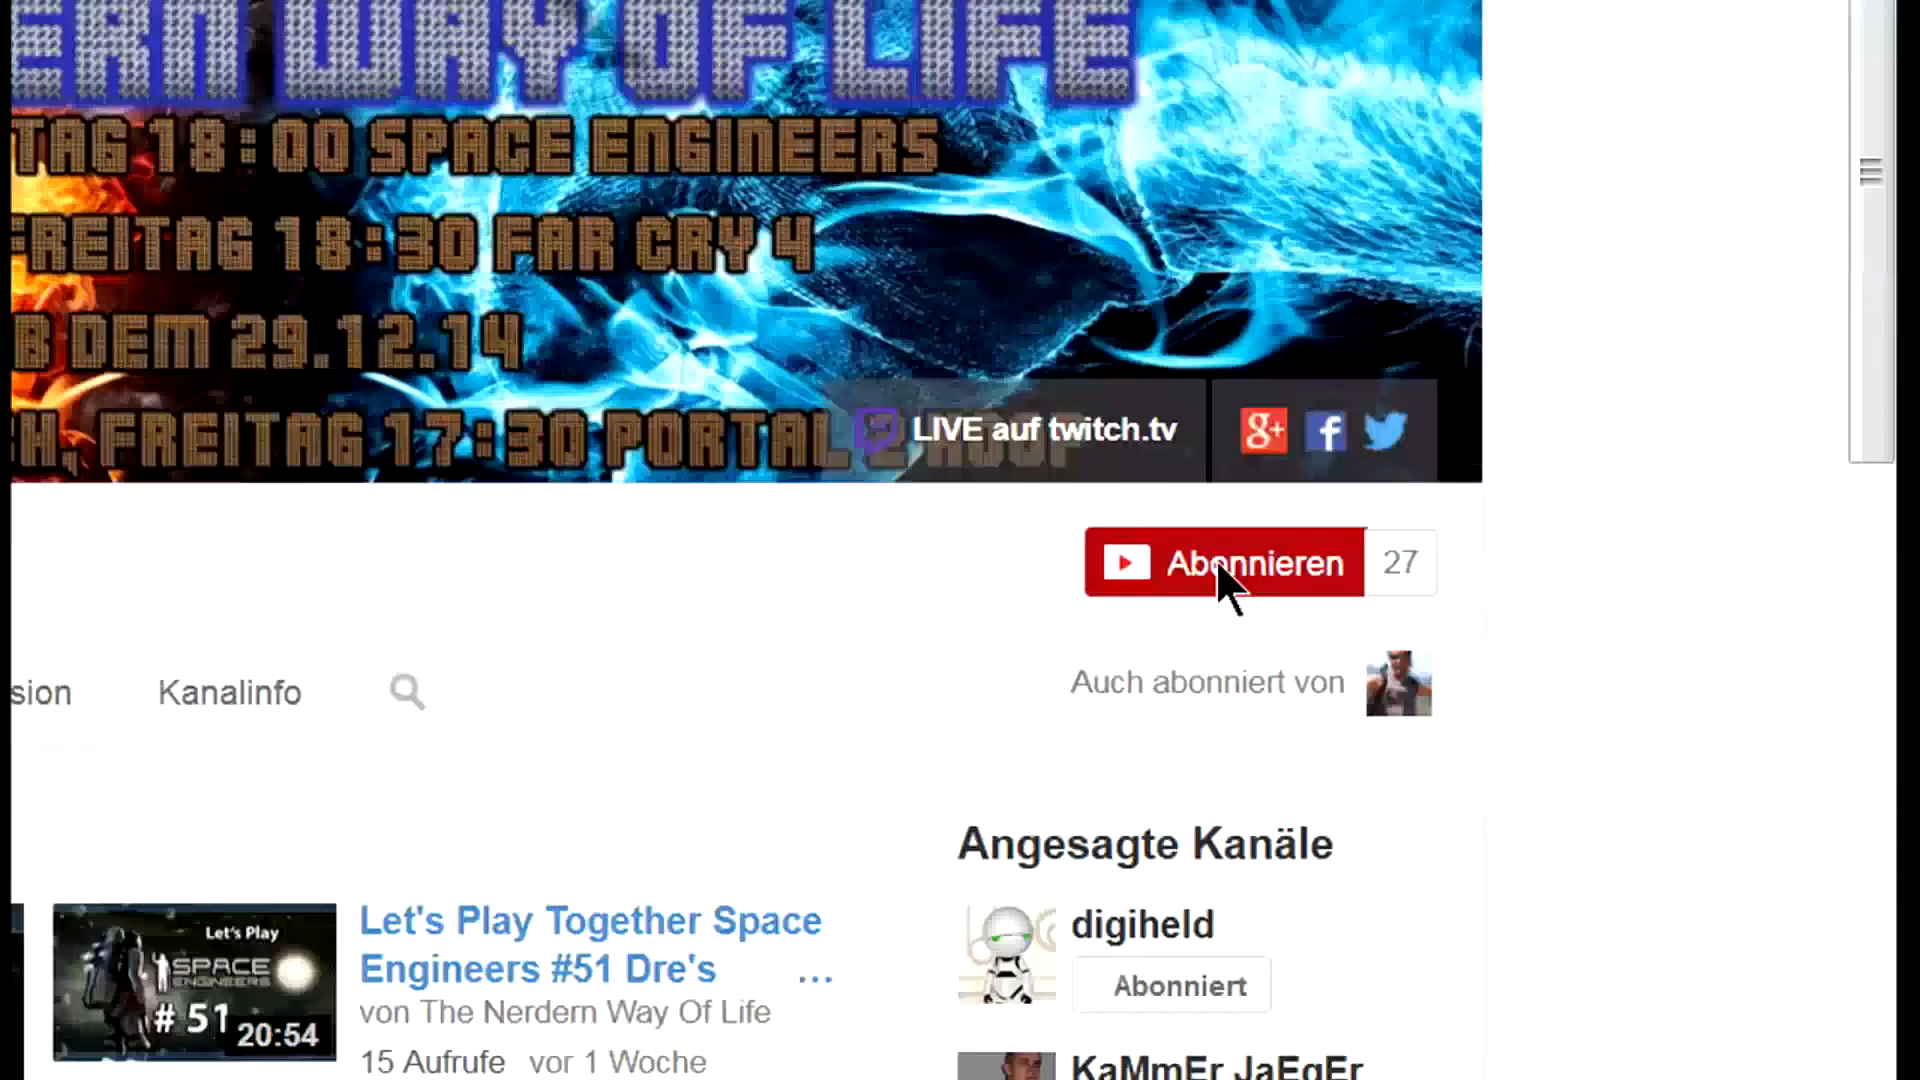 ERN WAY OF LIFE
TAG 18:00 SPACE ENGINEERS
FREITAG 18:30 FAR CRY 4
B DEM 29.12.14
H, FREITAG 17:30 PORTAL 2 KOOP
LIVE auf twitch.tv
g+ f
Abonnieren 27
sion Kanalinfo
Auch abonniert von
Angesagte Kanäle
Let's Play
SPACE
ENGINEERS
# 51
20:54
Let's Play Together Space
Engineers #51 Dre's ...
von The Nerdern Way Of Life
15 Aufrufe vor 1 Woche
digiheld
Abonniert
KaMmEr JaEgEr